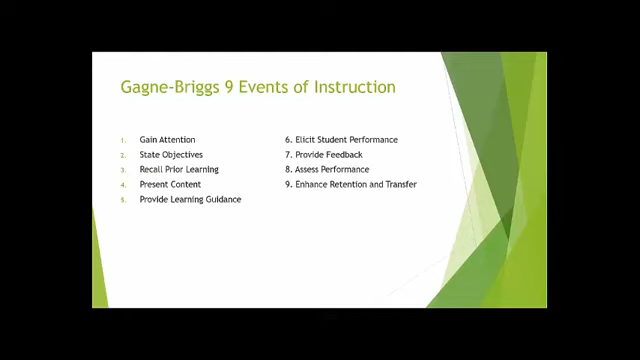 Gagne-Briggs 9 Events of Instruction
1. Gain Attention
2. State Objectives
3. Recall Prior Learning
4. Present Content
5. Provide Learning Guidance
6. Elicit Student Performance
7. Provide Feedback
8. Assess Performance
9. Enhance Retention and Transfer